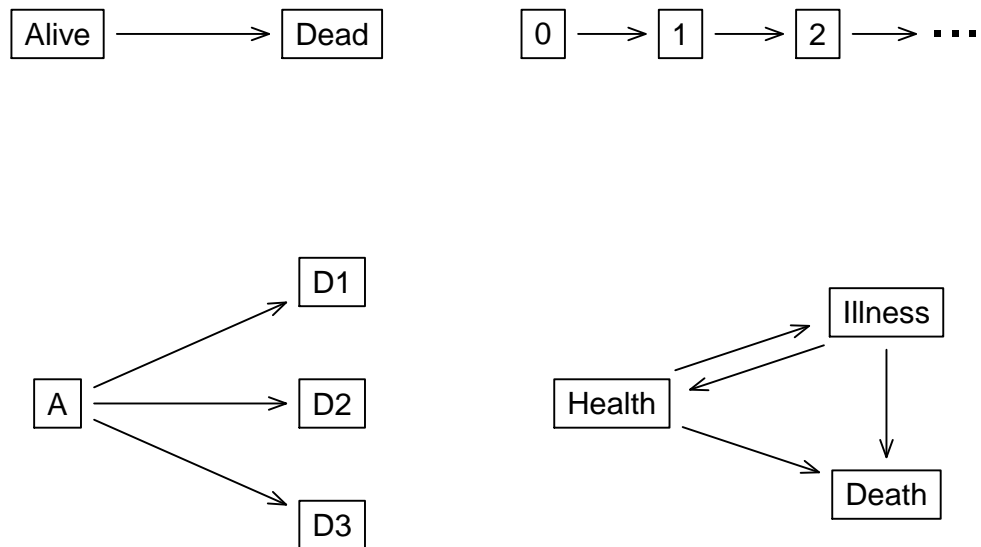 Alive
Dead
0
1
2
...
D1
A
D2
D3
Illness
Health
Death